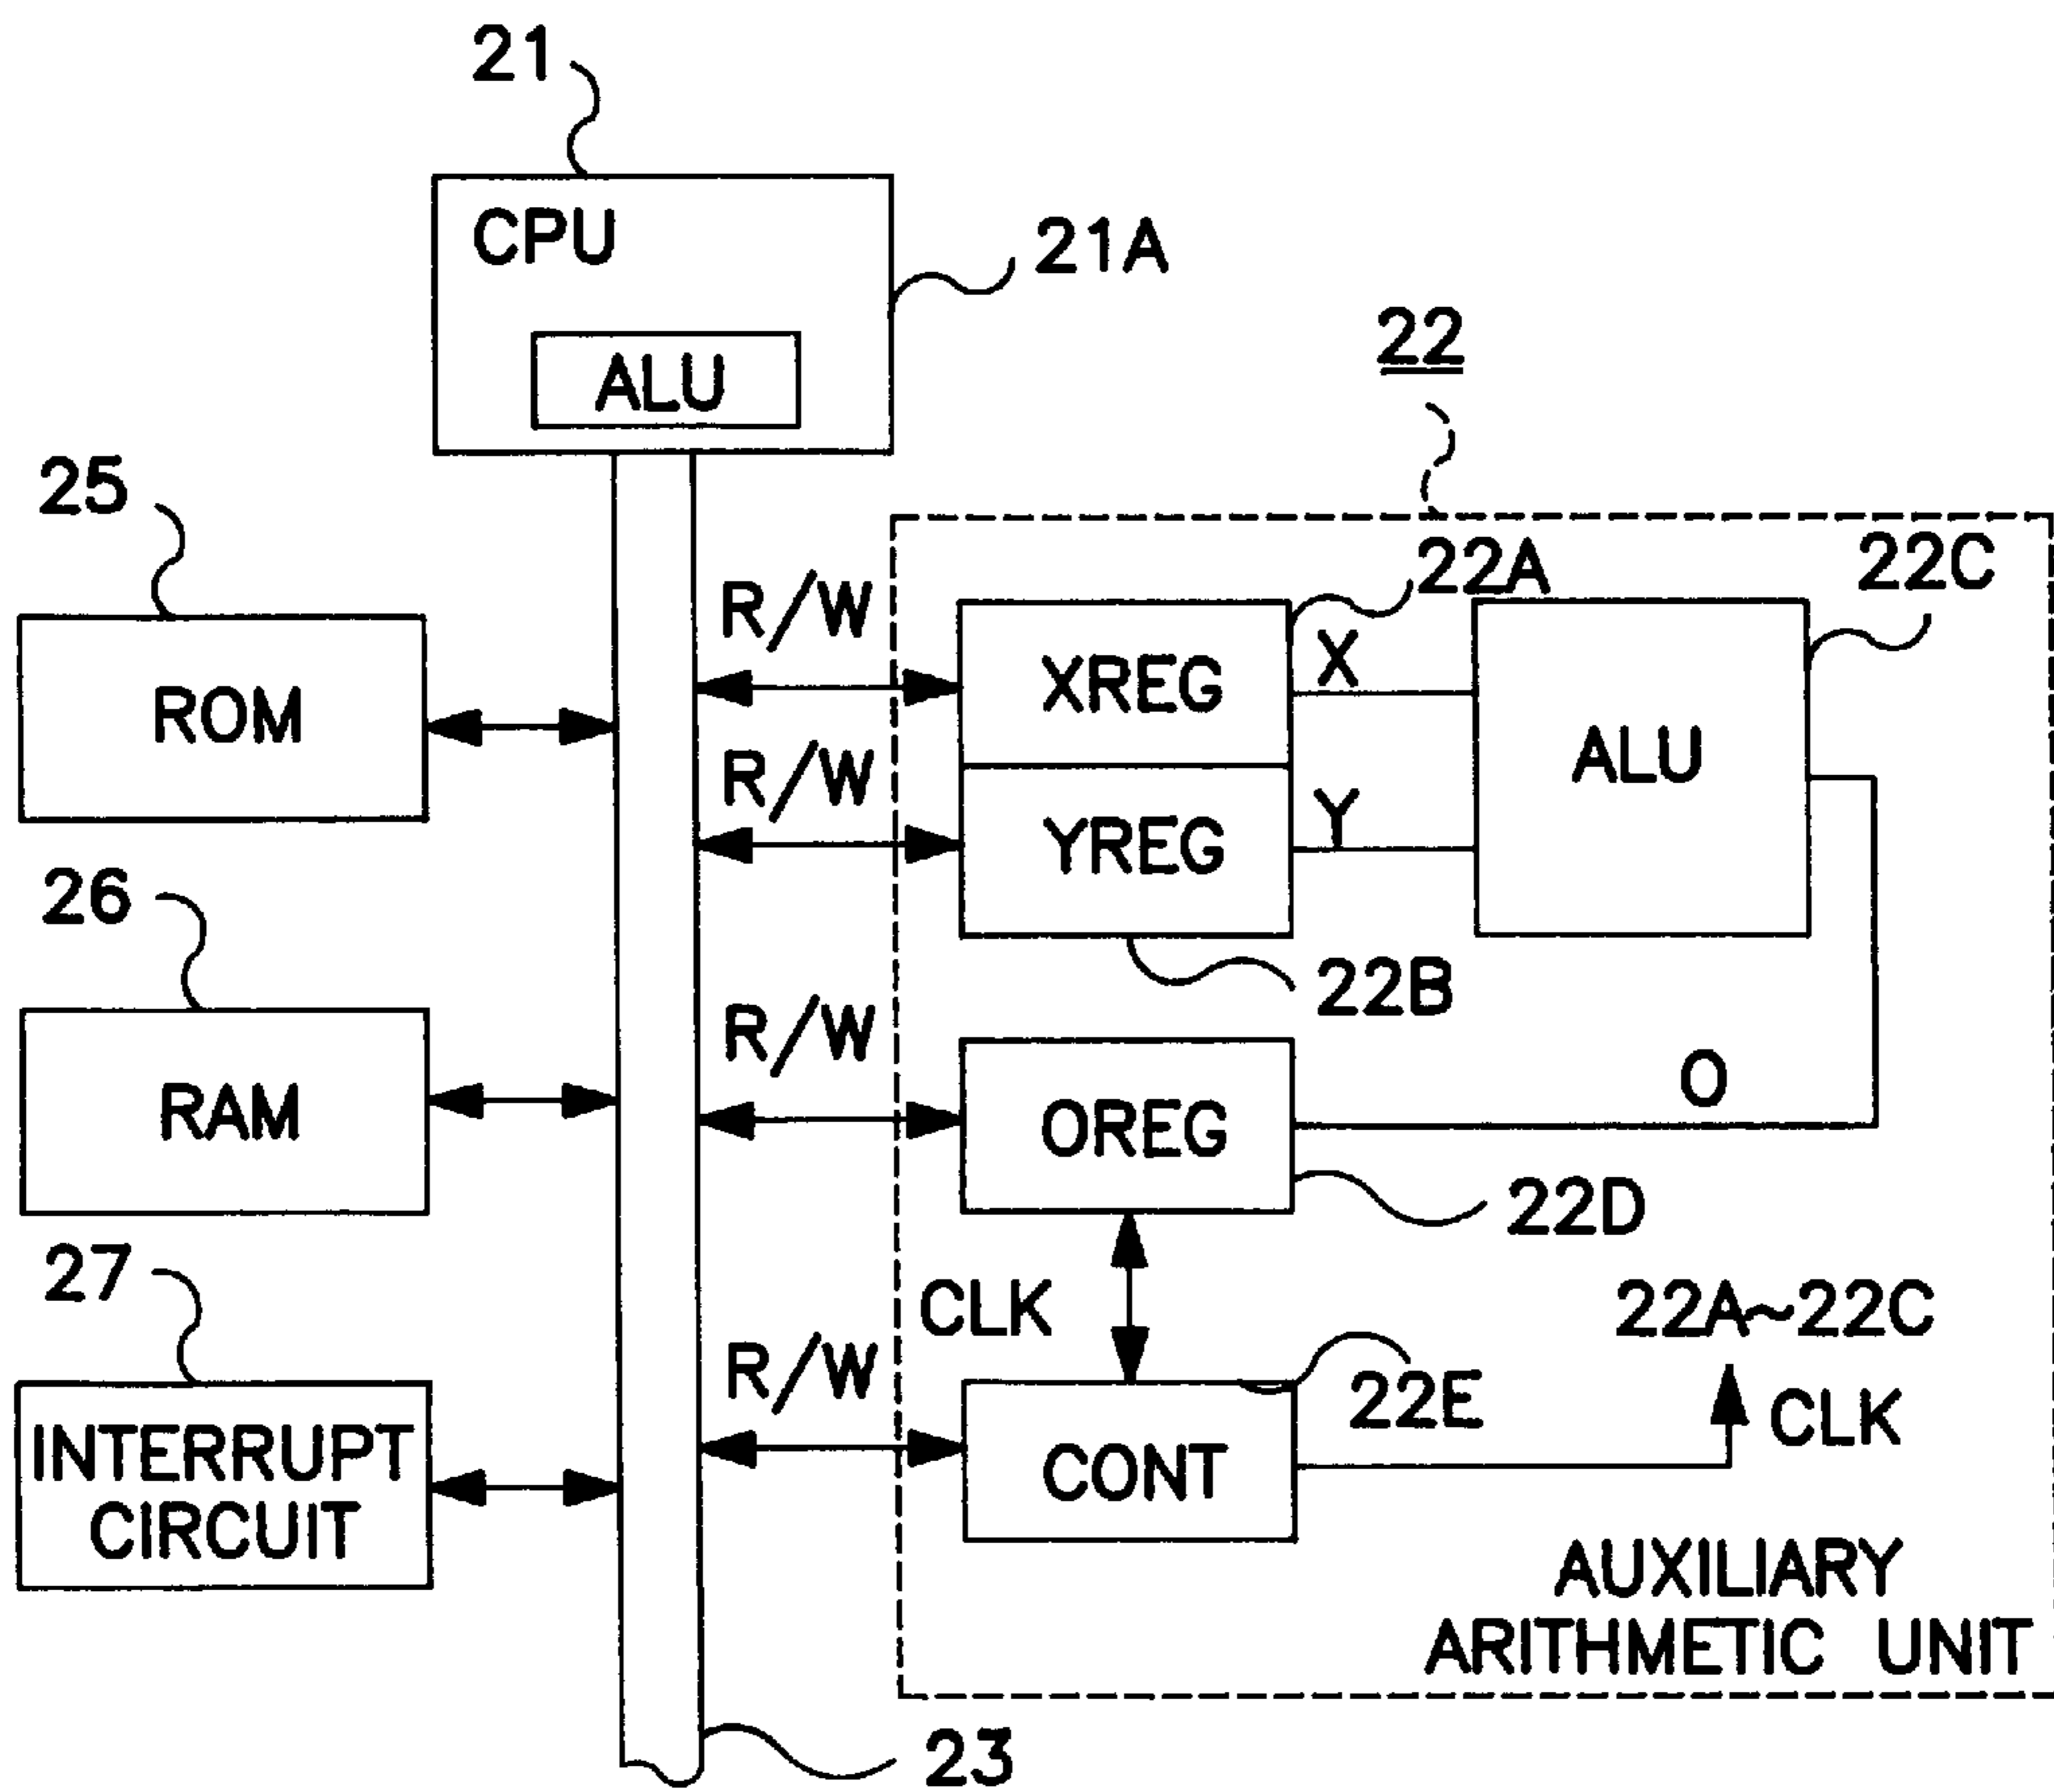 21
CPU
21A
ALU
22
25
22A
22C
R/W
XREG
X
ROM
ALU
R/W
YREG
Y
26
22B
R/W
O
RAM
OREG
22D
27
CLK
22A~22C
R/W
22E
CLK
INTERRUPT
CIRCUIT
CONT
AUXILIARY
ARITHMETIC UNIT
23